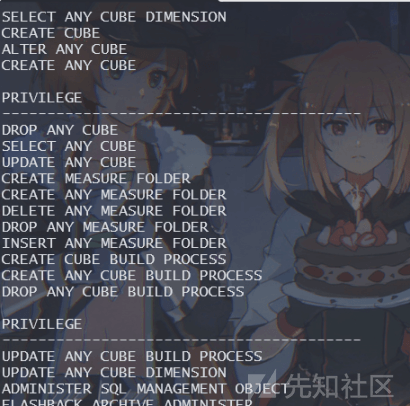 SELECT ANY CUBE DIMENSION
CREATE CUBE
ALTER ANY CUBE
CREATE ANY CUBE
PRIVILEGE
----------------------------------------
DROP ANY CUBE
SELECT ANY CUBE
UPDATE ANY CUBE
CREATE MEASURE FOLDER
CREATE ANY MEASURE FOLDER
DELETE ANY MEASURE FOLDER
DROP ANY MEASURE FOLDER
INSERT ANY MEASURE FOLDER
CREATE CUBE BUILD PROCESS
CREATE ANY CUBE BUILD PROCESS
DROP ANY CUBE BUILD PROCESS
PRIVILEGE
----------------------------------------
UPDATE ANY CUBE BUILD PROCESS
UPDATE ANY CUBE DIMENSION
ADMINISTER SQL MANAGEMENT OBJECT
FLASHBACK ARCHIVE ADMINISTER
先知社区